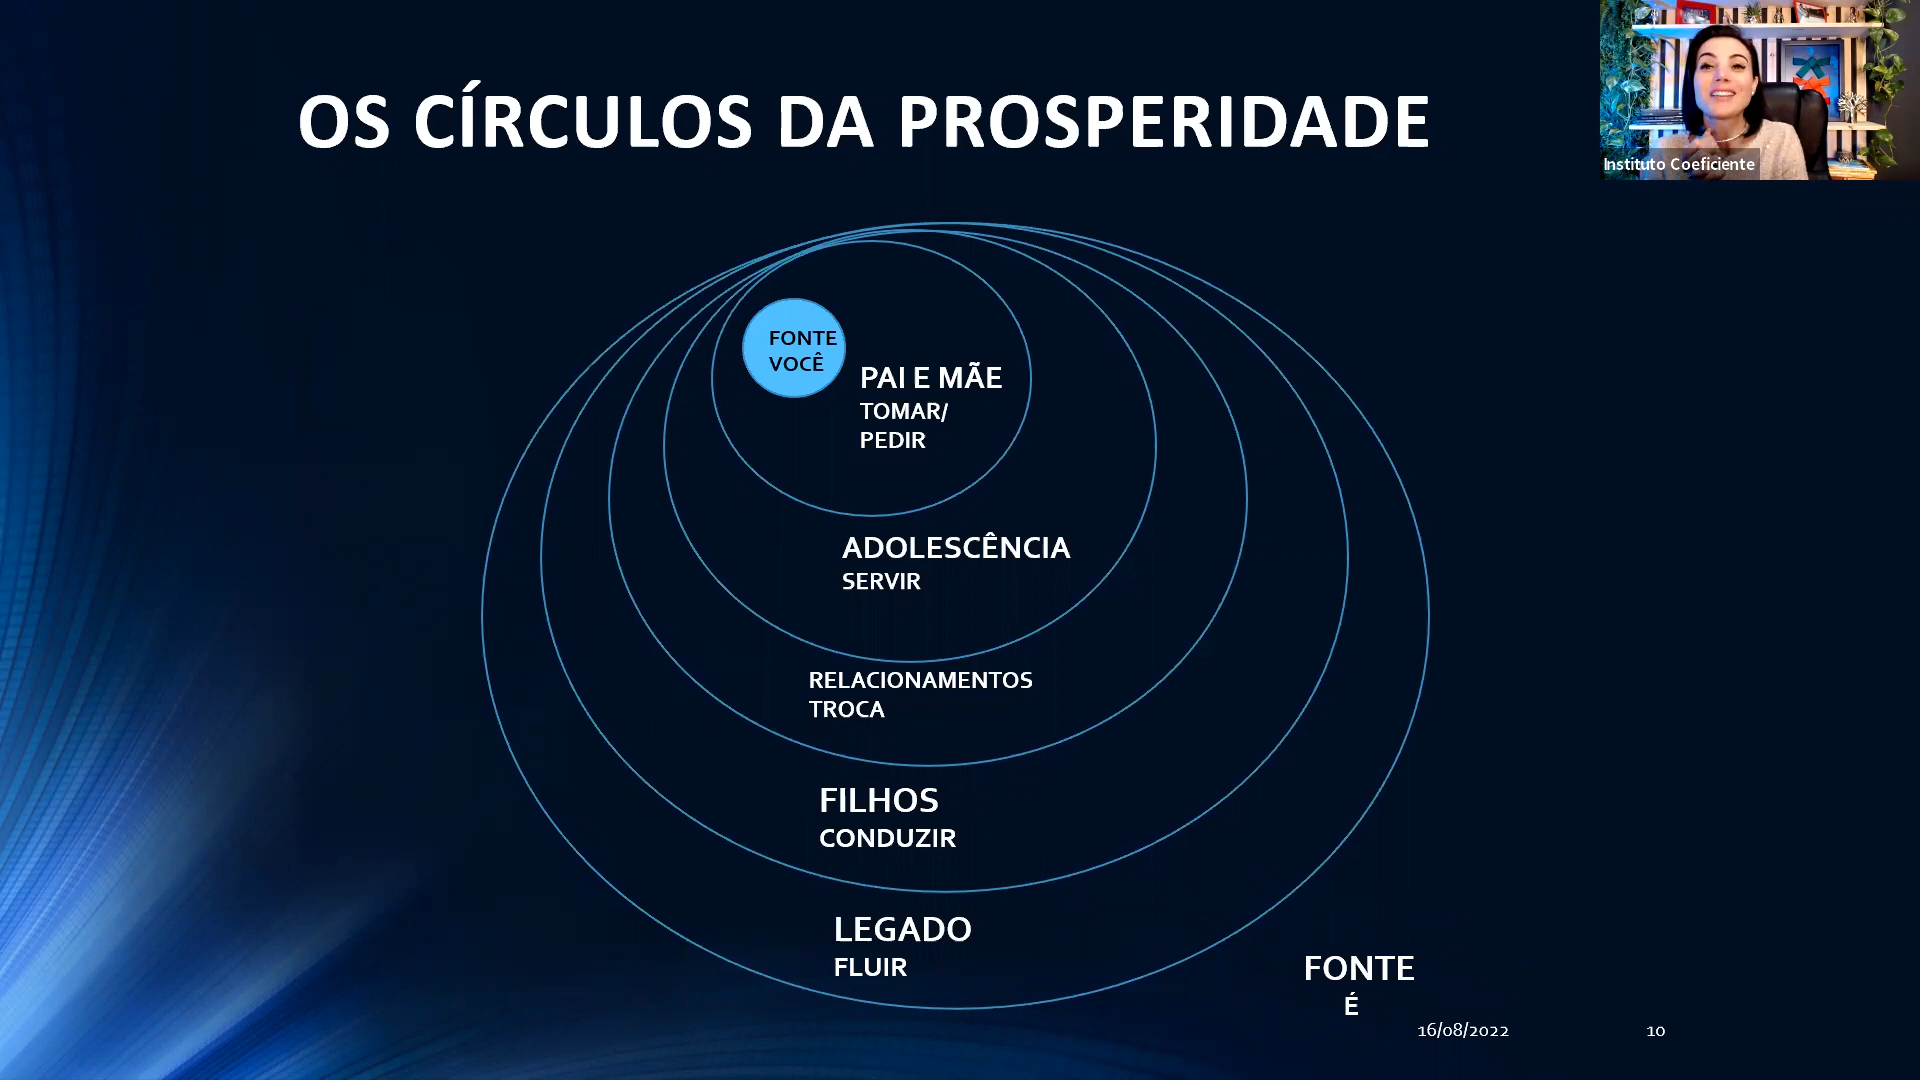 OS CÍRCULOS DA PROSPERIDADE
Instituto Coeficiente
FONTE
VOCÊ
PAI E MÃE
TOMAR/
PEDIR
ADOLESCÊNCIA
SERVIR
RELACIONAMENTOS
TROCA
FILHOS
CONDUZIR
LEGADO
FLUIR
FONTE
É
16/08/2022
10